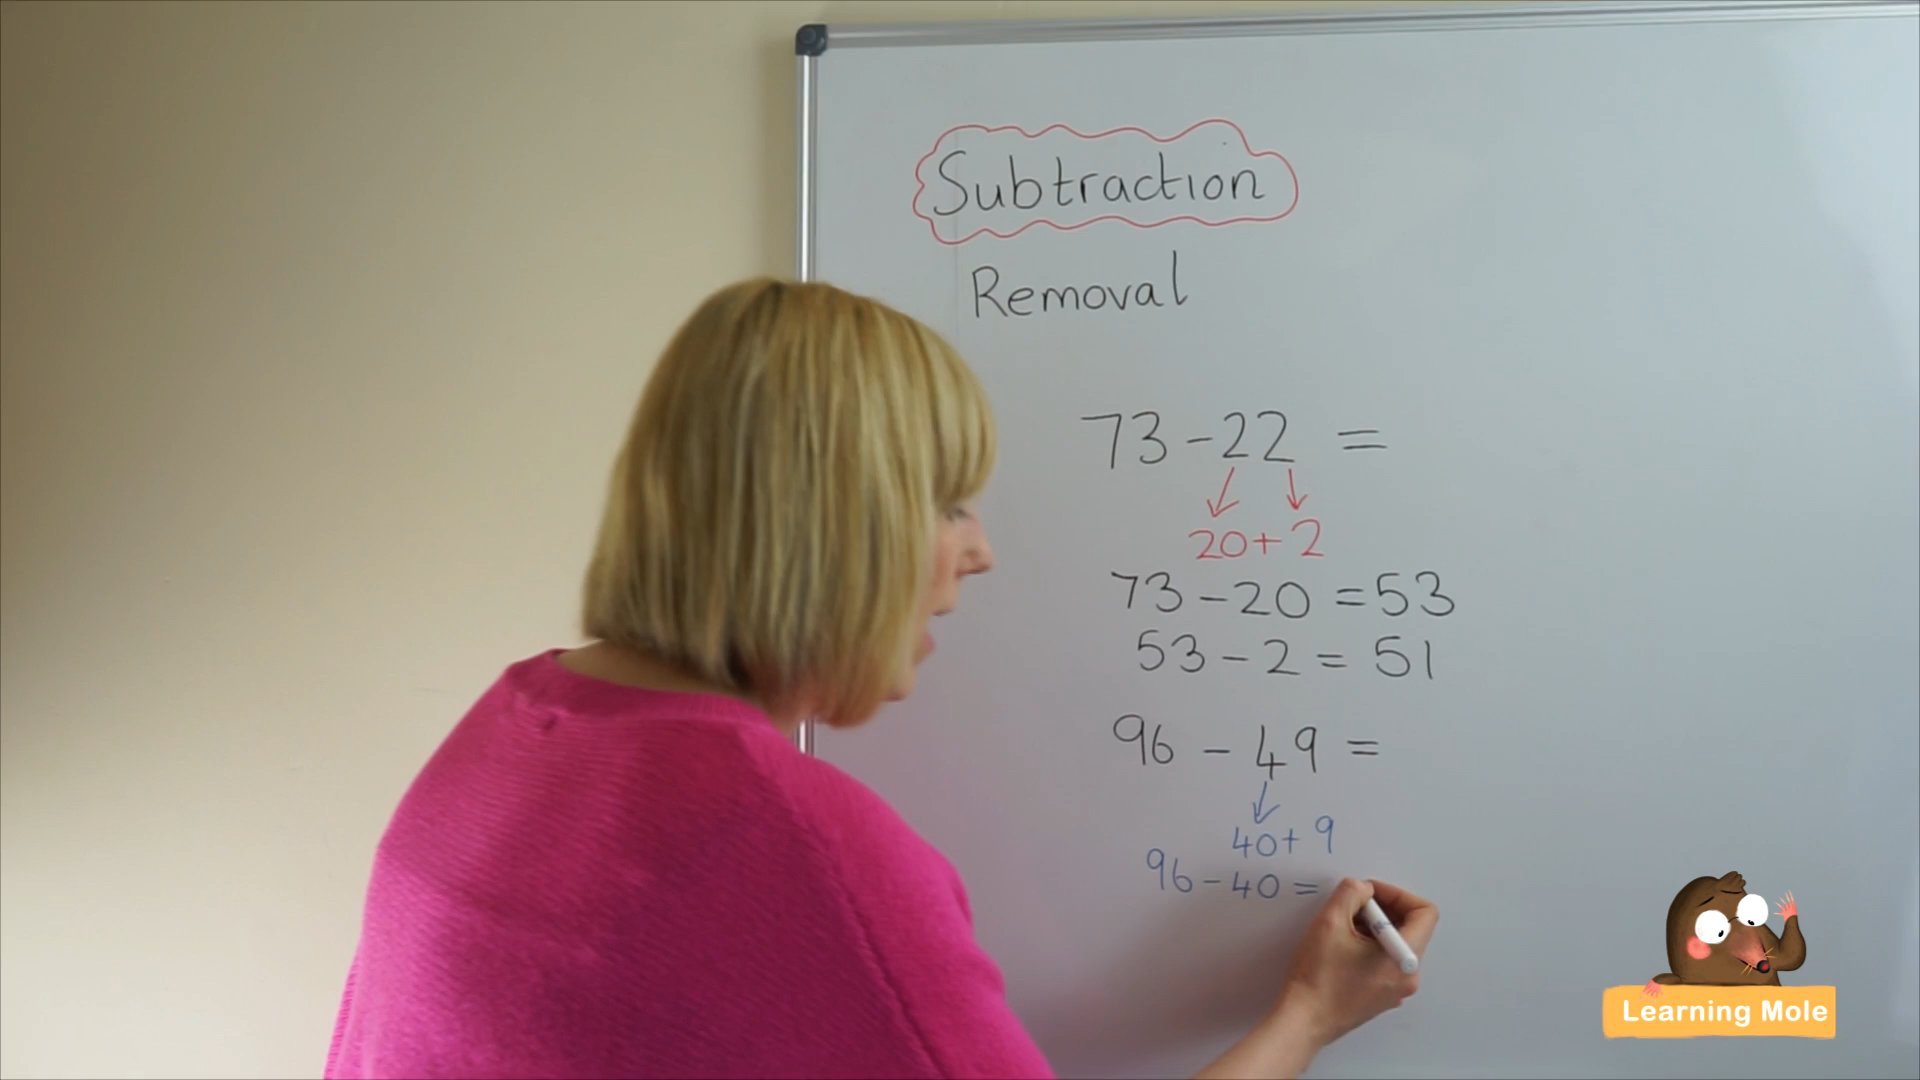 Subtraction
Removal
73 - 22 =
20 + 2
73 - 20 = 53
53 - 2 = 51
96 - 49 =
40 + 9
96 - 40 =
Learning Mole